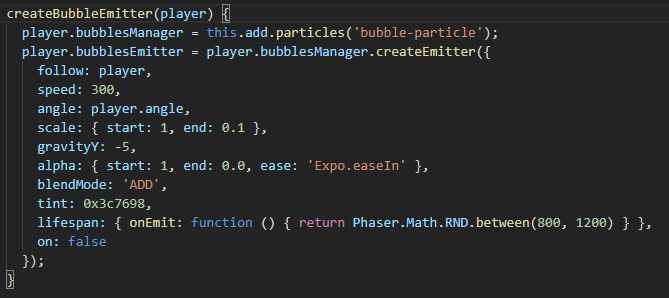 createBubbleEmitter(player) {
player.bubblesManager = this.add.particles('bubble-particle');
player.bubblesEmitter = player.bubblesManager.createEmitter({
follow: player,
speed: 300,
angle: player.angle,
scale: { start: 1, end: 0.1 },
gravityY: -5,
alpha: { start: 1, end: 0.0, ease: 'Expo.easeIn' },
blendMode: 'ADD',
tint: 0x3c7698,
lifespan: { onEmit: function () { return Phaser.Math.RND.between(800, 1200) } },
on: false
});
}